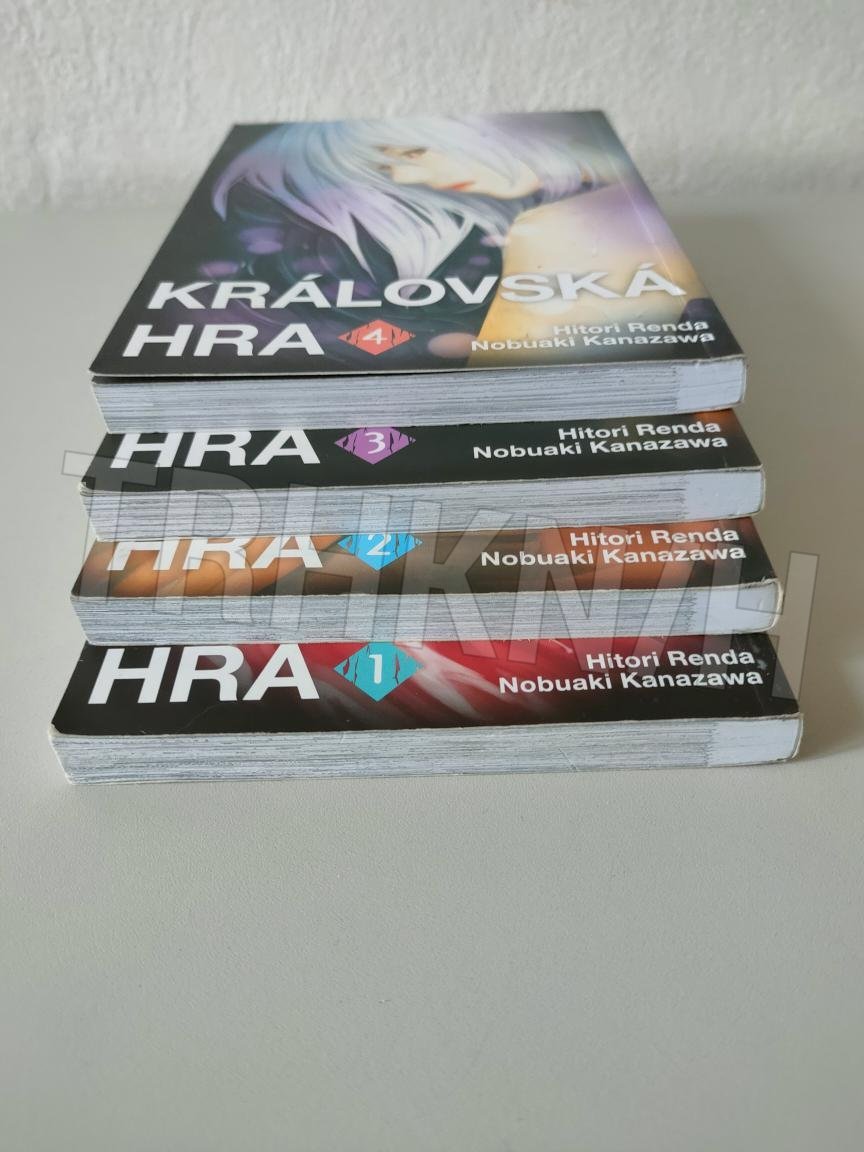 KRÁLOVSKÁ
HRA 4
Hitori Renda
Nobuaki Kanazawa
HRA 3
Hitori Renda
Nobuaki Kanazawa
HRA 2
Hitori Renda
Nobuaki Kanazawa
HRA 1
Hitori Renda
Nobuaki Kanazawa
TRHKNIH